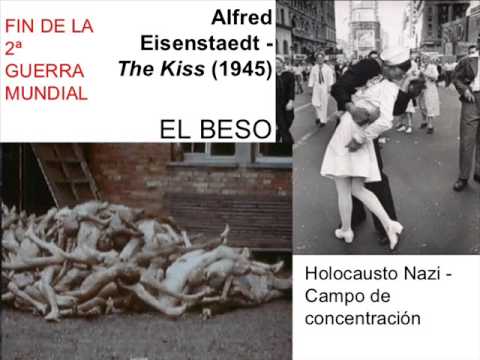 FIN DE LA
2ª
GUERRA
MUNDIAL
Alfred
Eisenstaedt -
The Kiss (1945)
EL BESO
Holocausto Nazi -
Campo de
concentración